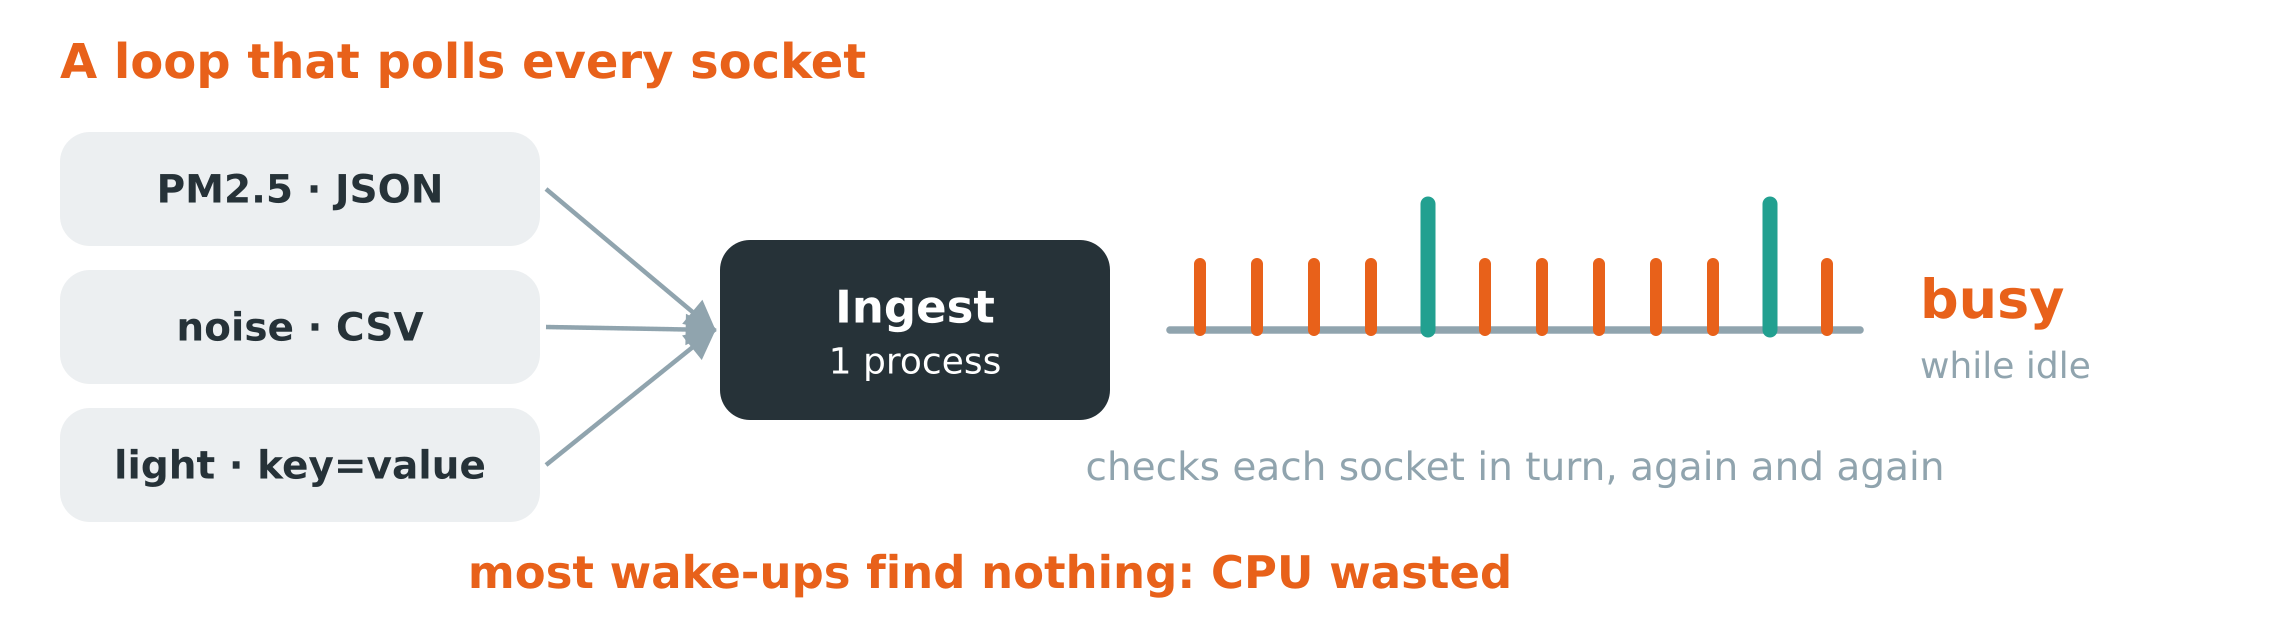 A loop that polls every socket
PM2.5 · JSON
noise · CSV
light · key=value
Ingest
1 process
busy
while idle
checks each socket in turn, again and again
most wake-ups find nothing: CPU wasted